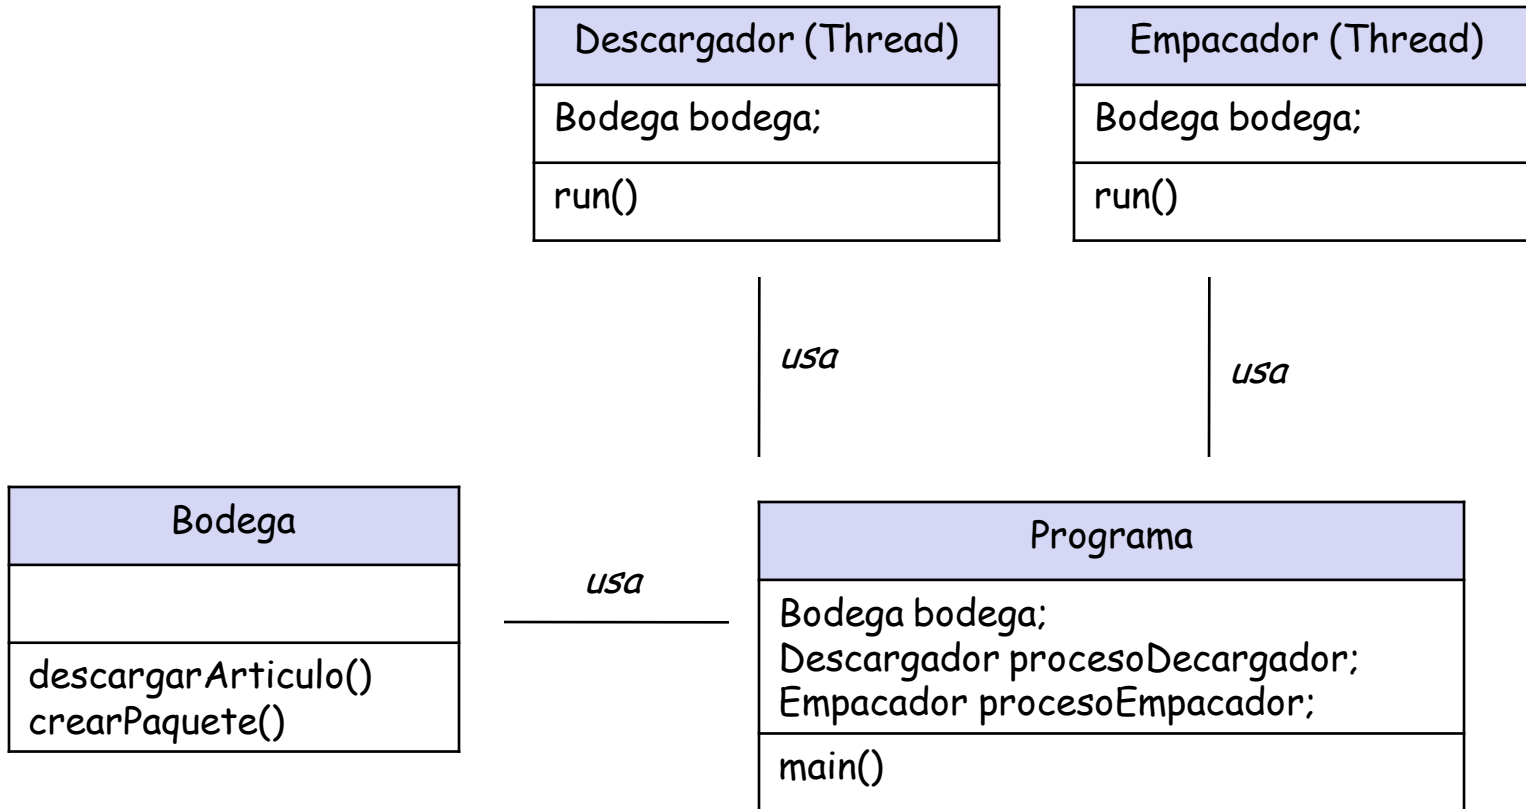 Descargador (Thread)
Bodega bodega;
run()
Empacador (Thread)
Bodega bodega;
run()
usa
usa
Bodega
descargarArticulo()
crearPaquete()
usa
Programa
Bodega bodega;
Descargador procesoDecargador;
Empacador procesoEmpacador;
main()